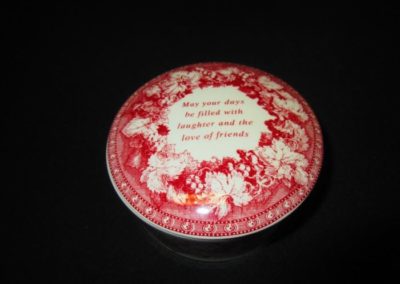 May your days
be filled with
laughter and the
love of friends